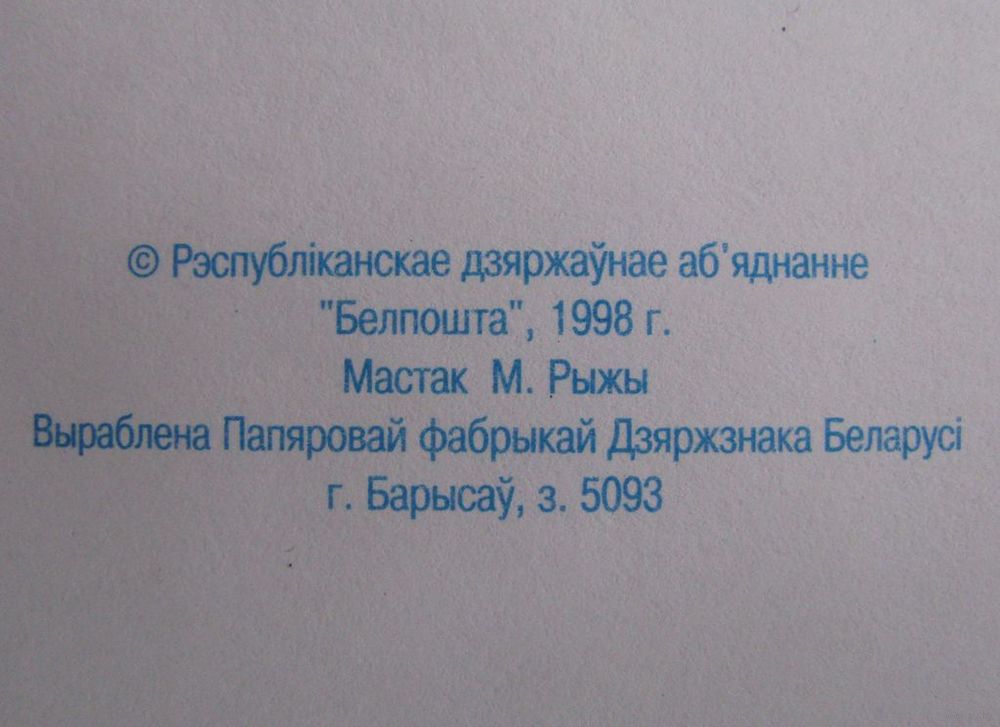 © Рэспубліканскае дзяржаўнае аб'яднанне
"Белпошта", 1998 г.
Мастак М. Рыжы
Выраблена Папяровай фабрыкай Дзяржзнака Беларусі
г. Барысаў, з. 5093